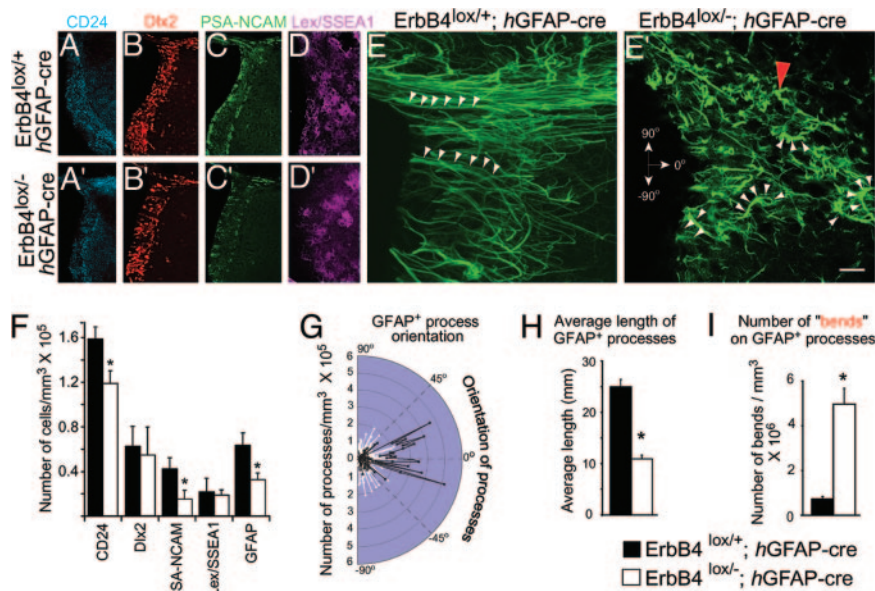 CD24 Dlx2 PSA-NCAM Lex/SSEA1 ErbB4lox/+; hGFAP-cre ErbB4lox/-; hGFAP-cre
ErbB4lox/+
hGFAP-cre
A B C D E E'
ErbB4lox/-
hGFAP-cre
A' B' C' D'
90°
0°
-90°
F
Number of cells/mm3 X 105
1.6
1.2
0.8
0.4
*
*
*
CD24
Dlx2
SA-NCAM
Lex/SSEA1
GFAP
G
GFAP+ process
orientation
Number of processes/mm3 X 105
6
5
4
3
2
1
0
1
2
3
4
5
6
90°
45°
0°
-45°
-90°
Orientation of processes
H
Average length of
GFAP+ processes
Average length (mm)
30
20
10
0
*
I
Number of "bends"
on GFAP+ processes
Number of bends / mm3
X 106
6
4
2
0
*
ErbB4 lox/+; hGFAP-cre
ErbB4 lox/-; hGFAP-cre